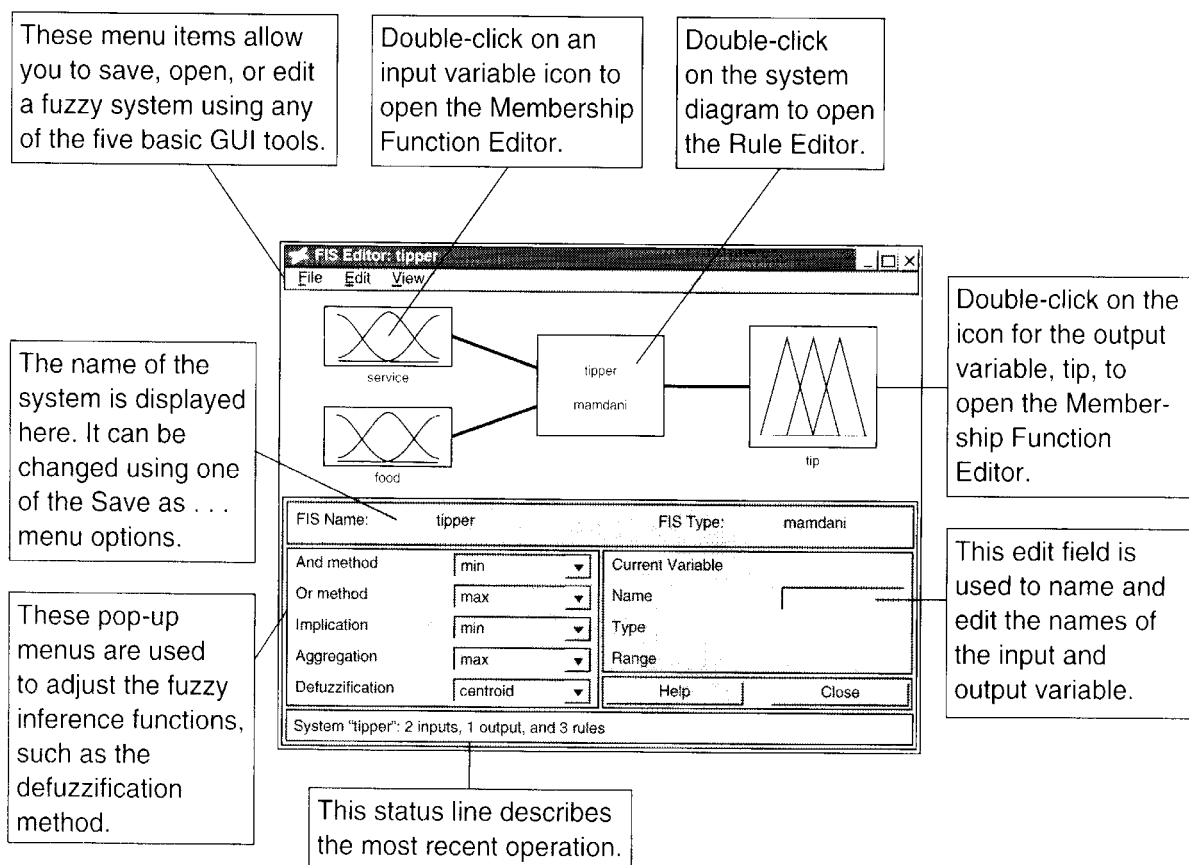 These menu items allow
you to save, open, or edit
a fuzzy system using any
of the five basic GUI tools.
Double-click on an
input variable icon to
open the Membership
Function Editor.
Double-click
on the system
diagram to open
the Rule Editor.
FIS Editor: tipper
File Edit View
service
food
tipper
mamdani
tip
Double-click on the
icon for the output
variable, tip, to
open the Member-
ship Function
Editor.
The name of the
system is displayed
here. It can be
changed using one
of the Save as . . .
menu options.
FIS Name: tipper FIS Type: mamdani
And method min
Or method max
Implication min
Aggregation max
Defuzzification centroid
Current Variable
Name
Type
Range
Help Close
System "tipper": 2 inputs, 1 output, and 3 rules
This edit field is
used to name and
edit the names of
the input and
output variable.
These pop-up
menus are used
to adjust the fuzzy
inference functions,
such as the
defuzzification
method.
This status line describes
the most recent operation.